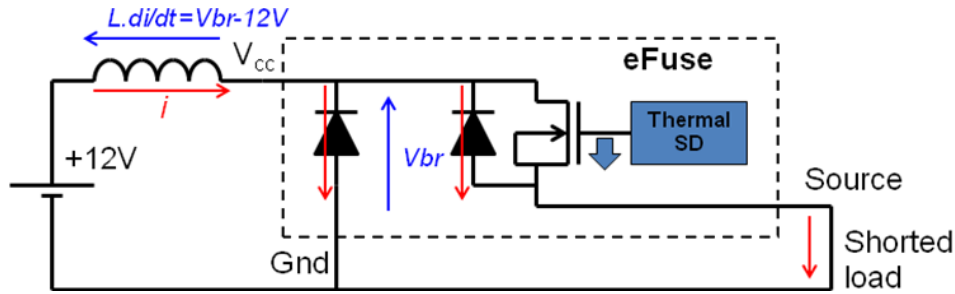 L.di/dt=Vbr-12V
Vcc
eFuse
i
Thermal
SD
Vbr
+12V
Source
Gnd
Shorted
load